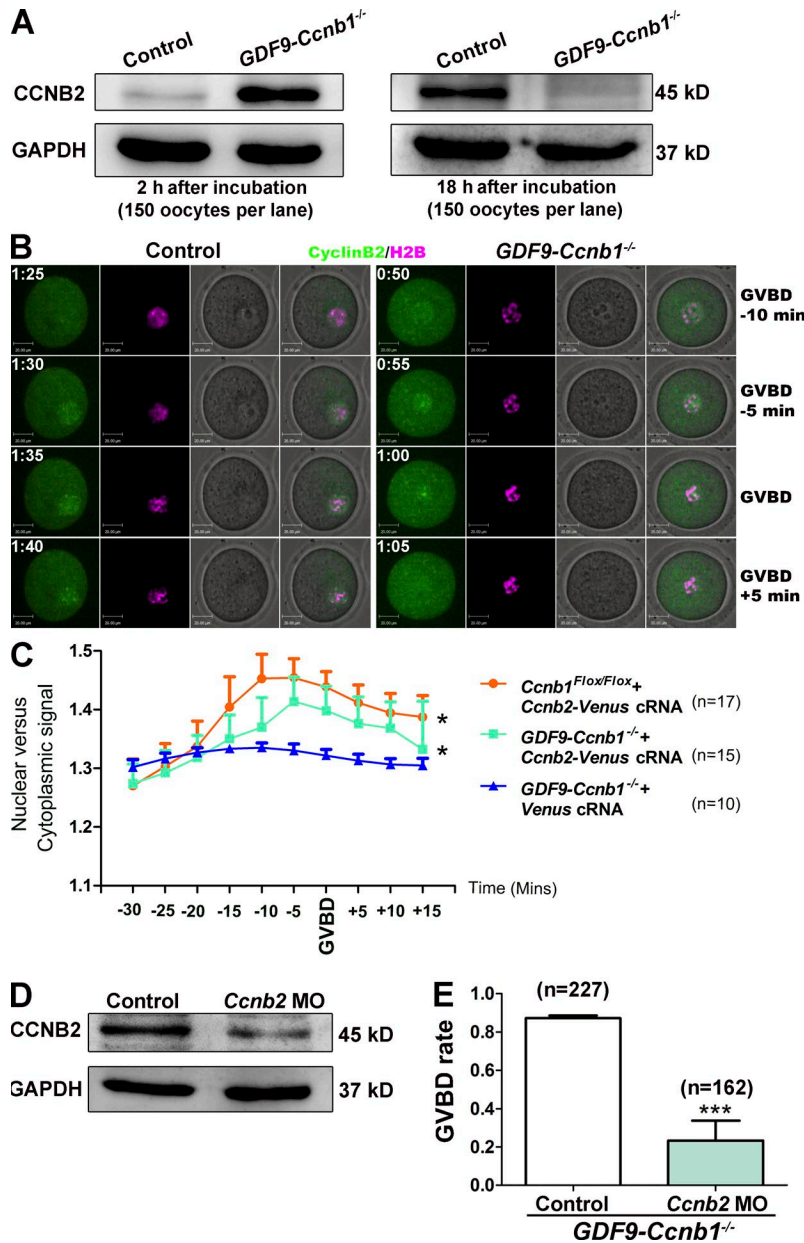 A
Control GDF9-Ccnb1-/- Control GDF9-Ccnb1-/-
CCNB2 45 kD
GAPDH 37 kD
2 h after incubation
(150 oocytes per lane)
18 h after incubation
(150 oocytes per lane)
B
Control CyclinB2/H2B GDF9-Ccnb1-/-
1:25 0:50 GVBD
-10 min
1:30 0:55 GVBD
-5 min
1:35 1:00 GVBD
1:40 1:05 GVBD
+5 min
C
Nuclear versus
Cytoplasmic signal
1.5
1.4
1.3
1.2
1.1
-30 -25 -20 -15 -10 -5 GVBD +5 +10 +15
Time (Mins)
*
*
Ccnb1Flox/Flox+
Ccnb2-Venus cRNA (n=17)
GDF9-Ccnb1-/-+
Ccnb2-Venus cRNA (n=15)
GDF9-Ccnb1-/-+
Venus cRNA (n=10)
D
Control Ccnb2 MO
CCNB2 45 kD
GAPDH 37 kD
E
GVBD rate
1.0
0.8
0.6
0.4
0.2
0.0
(n=227)
(n=162)
***
Control Ccnb2 MO
GDF9-Ccnb1-/-